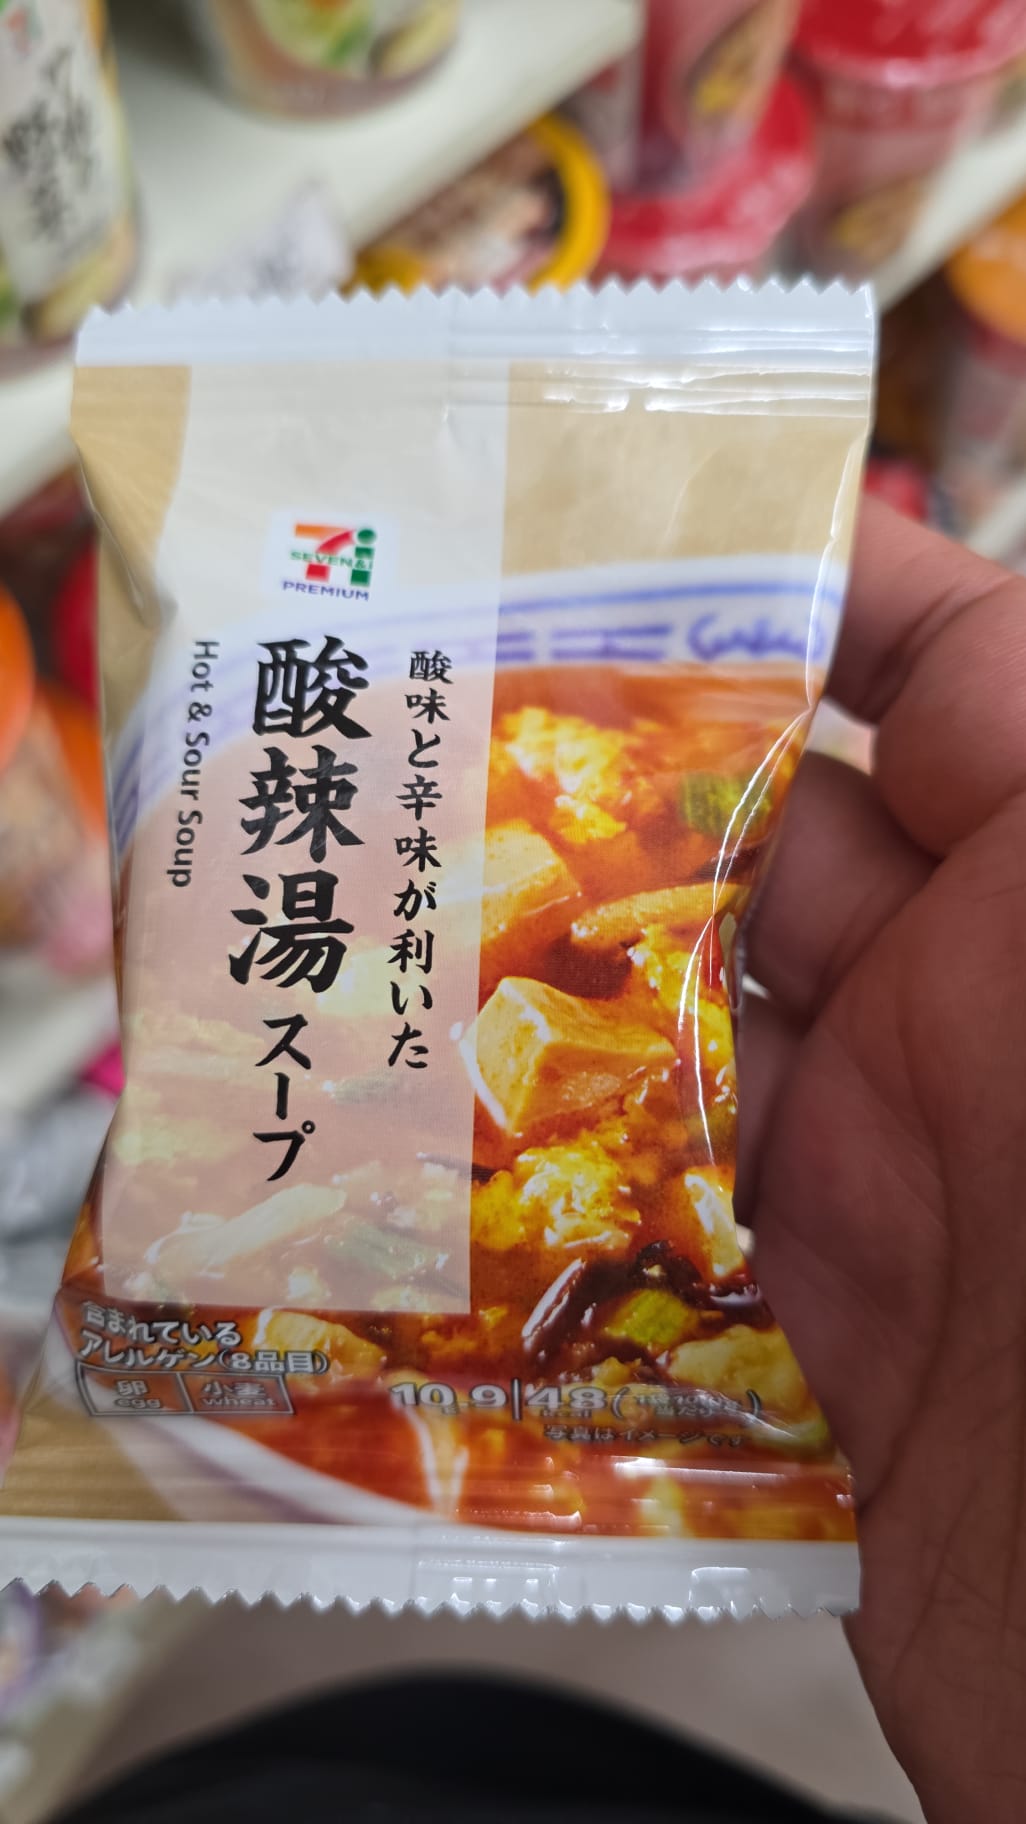 SEVEN&i
PREMIUM
酸味と辛味が利いた
酸辣湯スープ
Hot & Sour Soup
含まれている
アレルゲン(8品目)
卵
egg
小麦
wheat
10.9 48
kcal
写真はイメージです